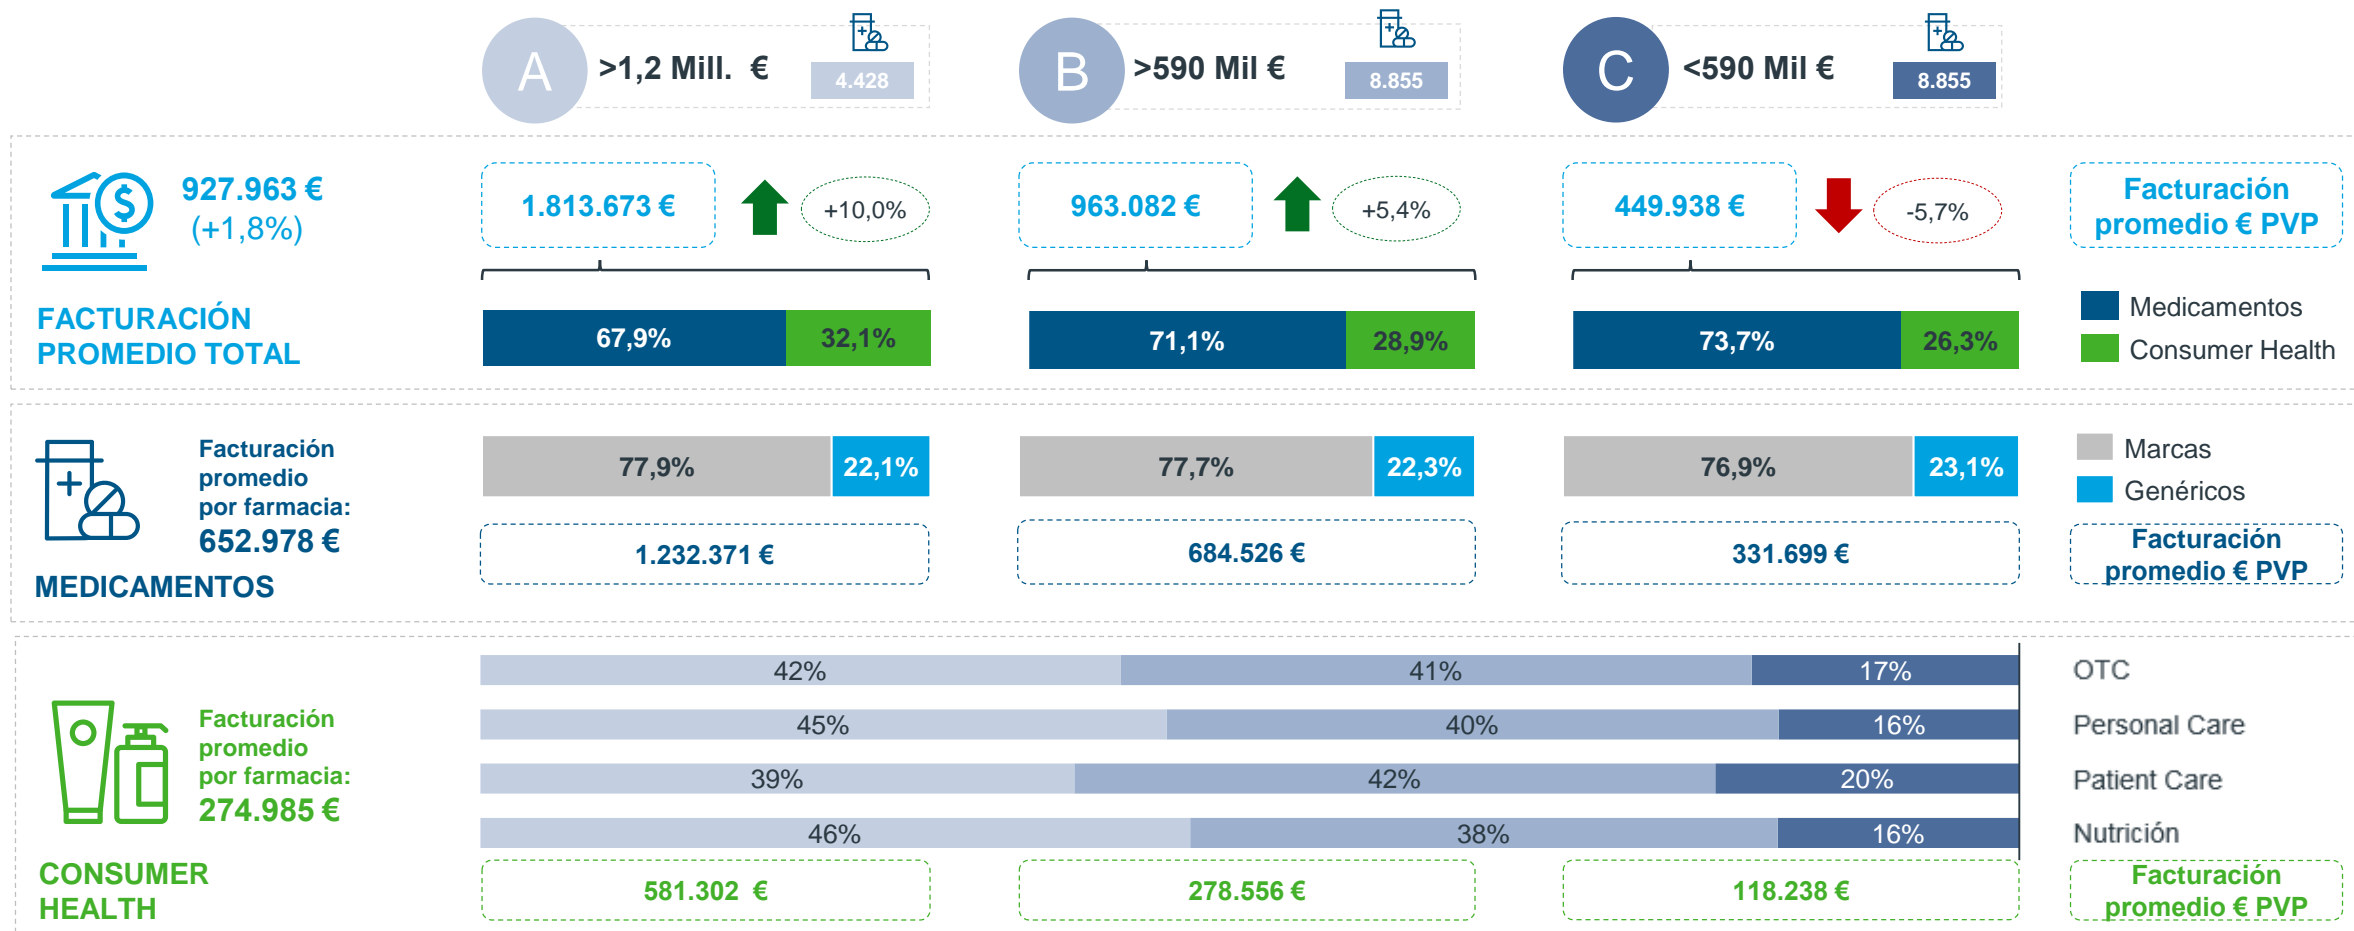 A
>1,2 Mill. €
4.428
B
>590 Mil €
8.855
C
<590 Mil €
8.855
927.963 €
(+1,8%)
FACTURACIÓN
PROMEDIO TOTAL
1.813.673 €
+10,0%
963.082 €
+5,4%
449.938 €
-5,7%
Facturación
promedio € PVP
67,9%
32,1%
71,1%
28,9%
73,7%
26,3%
Medicamentos
Consumer Health
Facturación
promedio
por farmacia:
652.978 €
MEDICAMENTOS
77,9%
22,1%
77,7%
22,3%
76,9%
23,1%
Marcas
Genéricos
1.232.371 €
684.526 €
331.699 €
Facturación
promedio € PVP
Facturación
promedio
por farmacia:
274.985 €
CONSUMER
HEALTH
42%
41%
17%
OTC
45%
40%
16%
Personal Care
39%
42%
20%
Patient Care
46%
38%
16%
Nutrición
581.302 €
278.556 €
118.238 €
Facturación
promedio € PVP